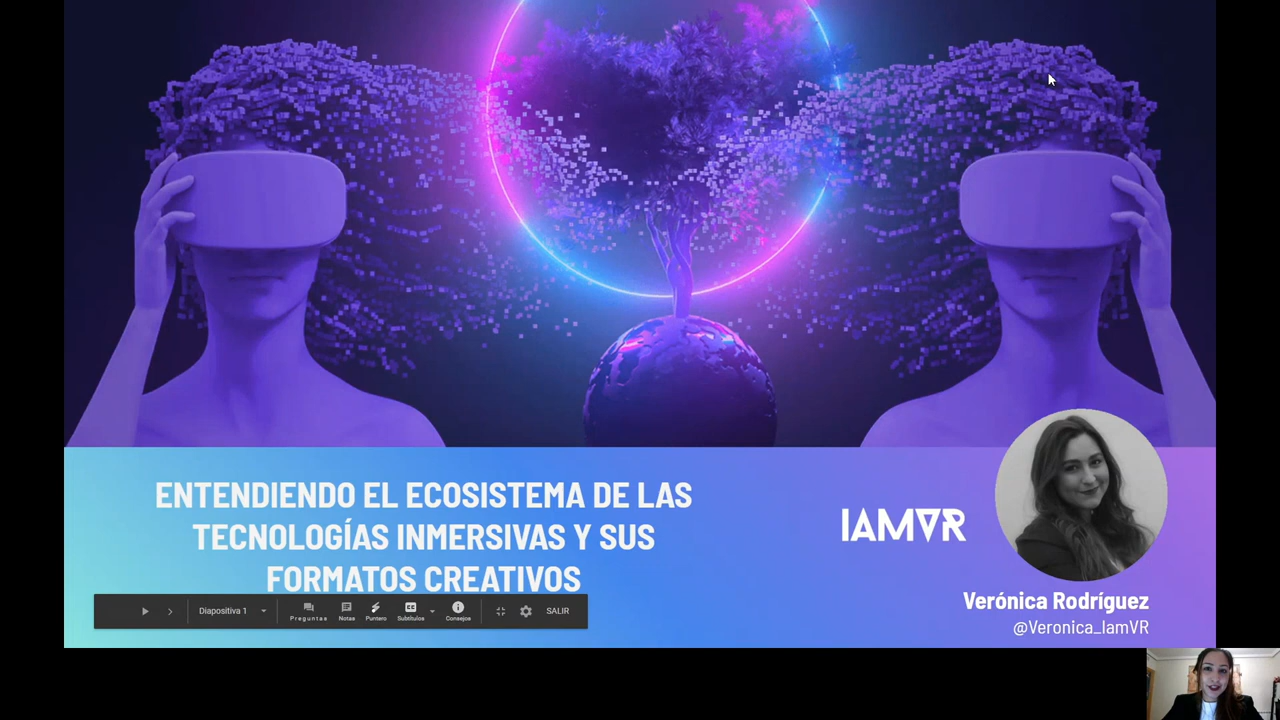 ENTENDIENDO EL ECOSISTEMA DE LAS
TECNOLOGÍAS INMERSIVAS Y SUS
FORMATOS CREATIVOS
IAMVR
Verónica Rodríguez
@Veronica_IamVR
Diapositiva 1
Preguntas
Notas
Puntero
Subtítulos
Consejos
SALIR